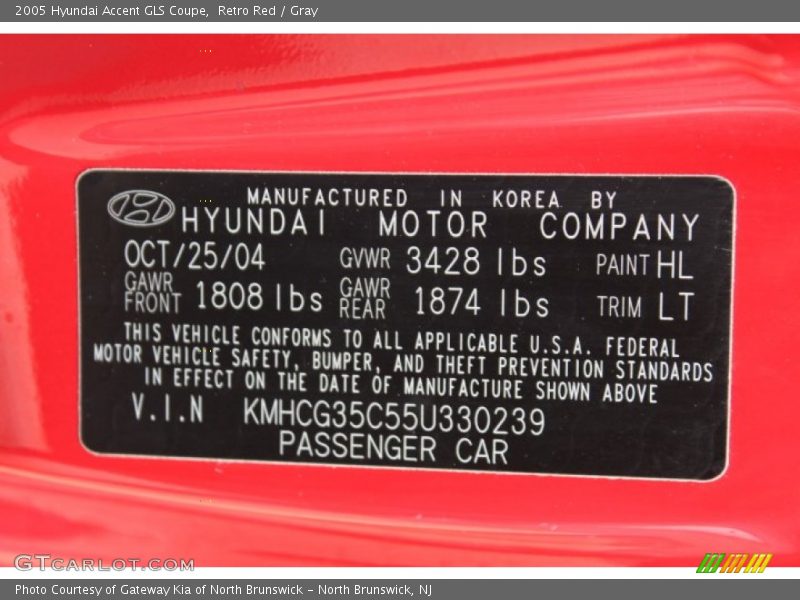 2005 Hyundai Accent GLS Coupe,  Retro Red / Gray
MANUFACTURED IN KOREA BY
HYUNDAI MOTOR COMPANY
OCT/25/04 GVWR 3428 lbs PAINT HL
GAWR FRONT 1808 lbs GAWR REAR 1874 lbs TRIM LT
THIS VEHICLE CONFORMS TO ALL APPLICABLE U.S.A. FEDERAL
MOTOR VEHICLE SAFETY, BUMPER, AND THEFT PREVENTION STANDARDS
IN EFFECT ON THE DATE OF MANUFACTURE SHOWN ABOVE
V.I.N KMHCG35C55U330239
PASSENGER CAR
GTCARLOT.COM
Photo Courtesy of Gateway Kia of North Brunswick - North Brunswick, NJ